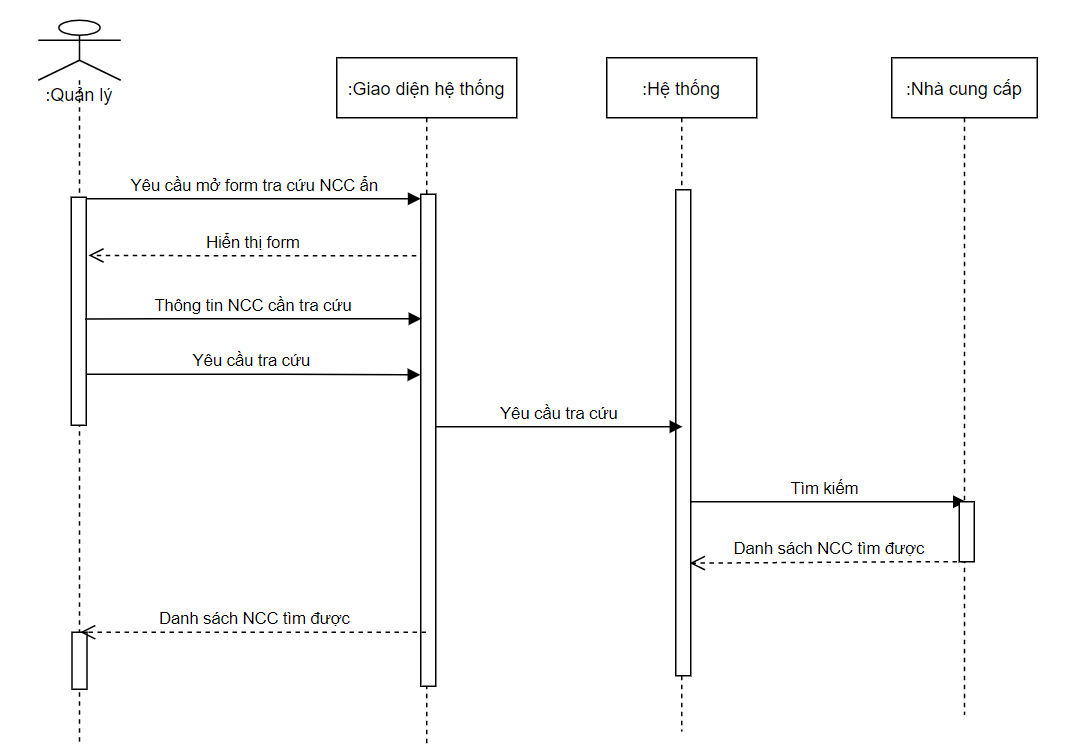 :Quản lý
:Giao diện hệ thống
:Hệ thống
:Nhà cung cấp
Yêu cầu mở form tra cứu NCC ẩn
Hiển thị form
Thông tin NCC cần tra cứu
Yêu cầu tra cứu
Yêu cầu tra cứu
Tìm kiếm
Danh sách NCC tìm được
Danh sách NCC tìm được